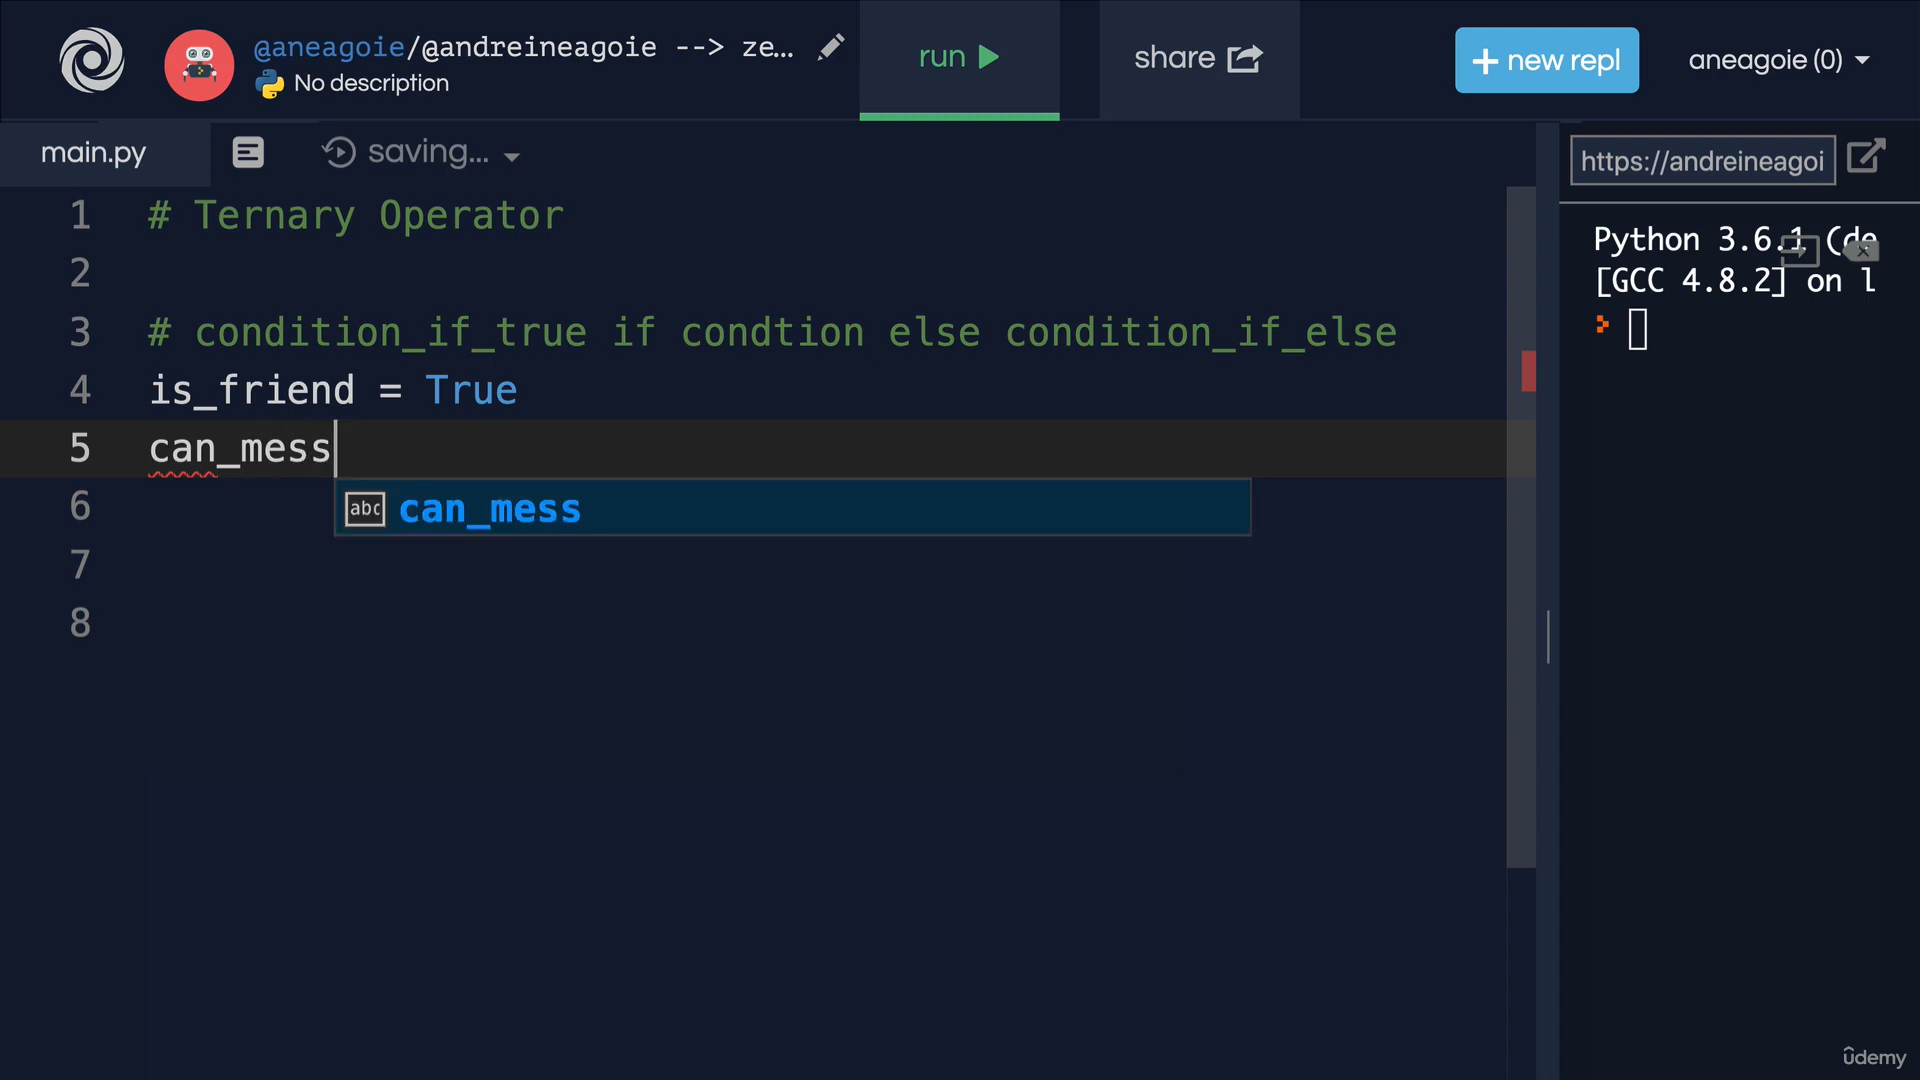 @aneagoie/@andreineagoie --> ze...
No description
run
share
+ new repl
aneagoie (0)
main.py
saving...
https://andreineagoi
1 # Ternary Operator
2
3 # condition_if_true if condtion else condition_if_else
4 is_friend = True
5 can_mess
abc can_mess
6
7
8
Python 3.6.1 (de
[GCC 4.8.2] on l
udemy